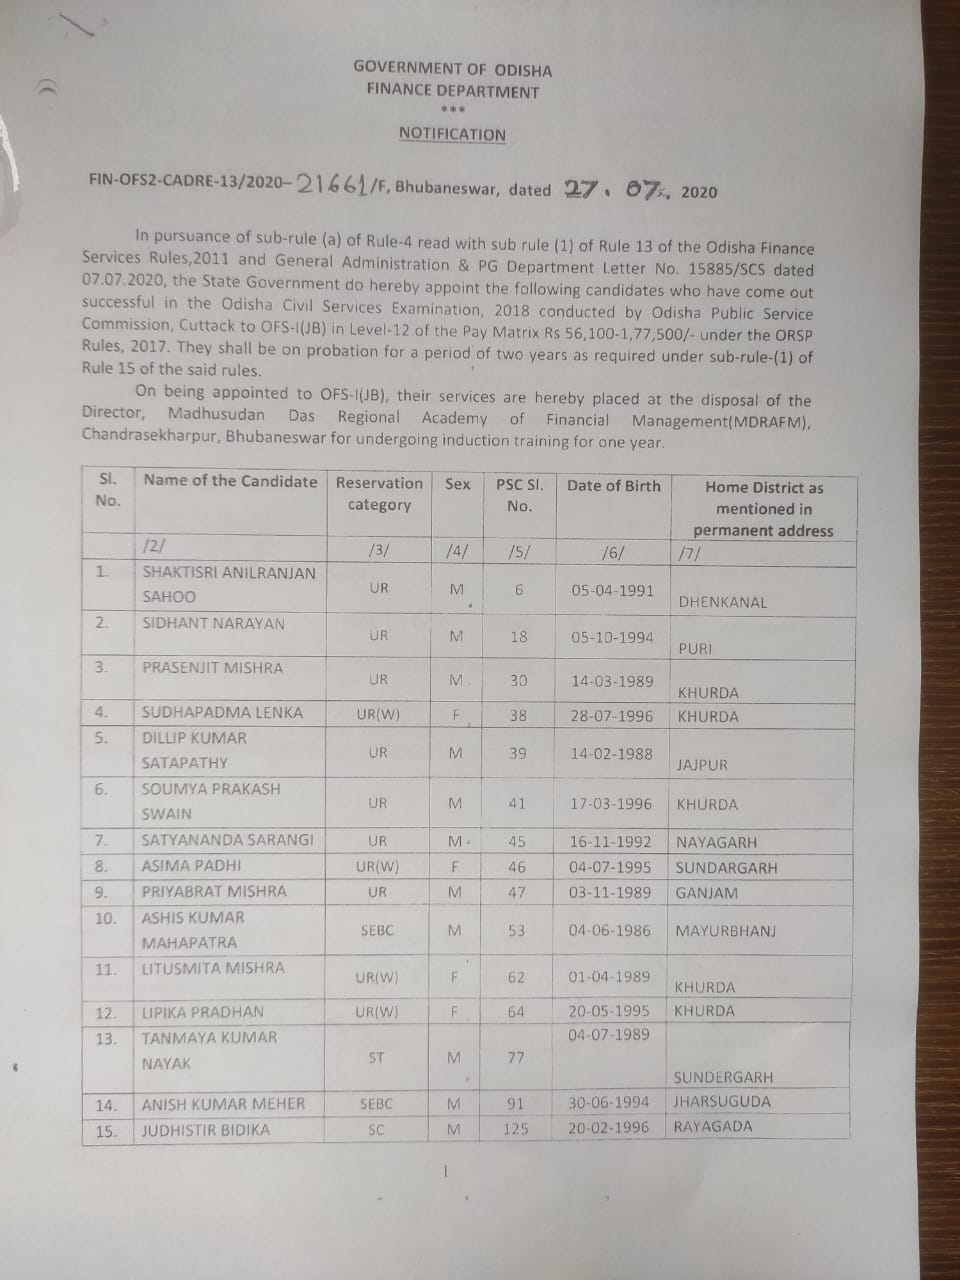 GOVERNMENT OF ODISHA
FINANCE DEPARTMENT
***
NOTIFICATION
FIN-OFS2-CADRE-13/2020-21661/F, Bhubaneswar, dated 27.07., 2020
In pursuance of sub-rule (a) of Rule-4 read with sub rule (1) of Rule 13 of the Odisha Finance
Services Rules,2011 and General Administration & PG Department Letter No. 15885/SCS dated
07.07.2020, the State Government do hereby appoint the following candidates who have come out
successful in the Odisha Civil Services Examination, 2018 conducted by Odisha Public Service
Commission, Cuttack to OFS-I(JB) in Level-12 of the Pay Matrix Rs 56,100-1,77,500/- under the ORSP
Rules, 2017. They shall be on probation for a period of two years as required under sub-rule-(1) of
Rule 15 of the said rules.
On being appointed to OFS-I(JB), their services are hereby placed at the disposal of the
Director, Madhusudan Das Regional Academy of Financial Management(MDRAFM),
Chandrasekharpur, Bhubaneswar for undergoing induction training for one year.
Sl. No. Name of the Candidate Reservation category Sex PSC Sl. No. Date of Birth Home District as mentioned in permanent address
/2/ /3/ /4/ /5/ /6/ /7/
1. SHAKTISRI ANILRANJAN SAHOO UR M 6 05-04-1991 DHENKANAL
2. SIDHANT NARAYAN UR M 18 05-10-1994 PURI
3. PRASENJIT MISHRA UR M 30 14-03-1989 KHURDA
4. SUDHAPADMA LENKA UR(W) F 38 28-07-1996 KHURDA
5. DILLIP KUMAR SATAPATHY UR M 39 14-02-1988 JAJPUR
6. SOUMYA PRAKASH SWAIN UR M 41 17-03-1996 KHURDA
7. SATYANANDA SARANGI UR M 45 16-11-1992 NAYAGARH
8. ASIMA PADHI UR(W) F 46 04-07-1995 SUNDARGARH
9. PRIYABRAT MISHRA UR M 47 03-11-1989 GANJAM
10. ASHIS KUMAR MAHAPATRA SEBC M 53 04-06-1986 MAYURBHANJ
11. LITUSMITA MISHRA UR(W) F 62 01-04-1989 KHURDA
12. LIPIKA PRADHAN UR(W) F 64 20-05-1995 KHURDA
13. TANMAYA KUMAR NAYAK ST M 77 04-07-1989 SUNDERGARH
14. ANISH KUMAR MEHER SEBC M 91 30-06-1994 JHARSUGUDA
15. JUDHISTIR BIDIKA SC M 125 20-02-1996 RAYAGADA
1